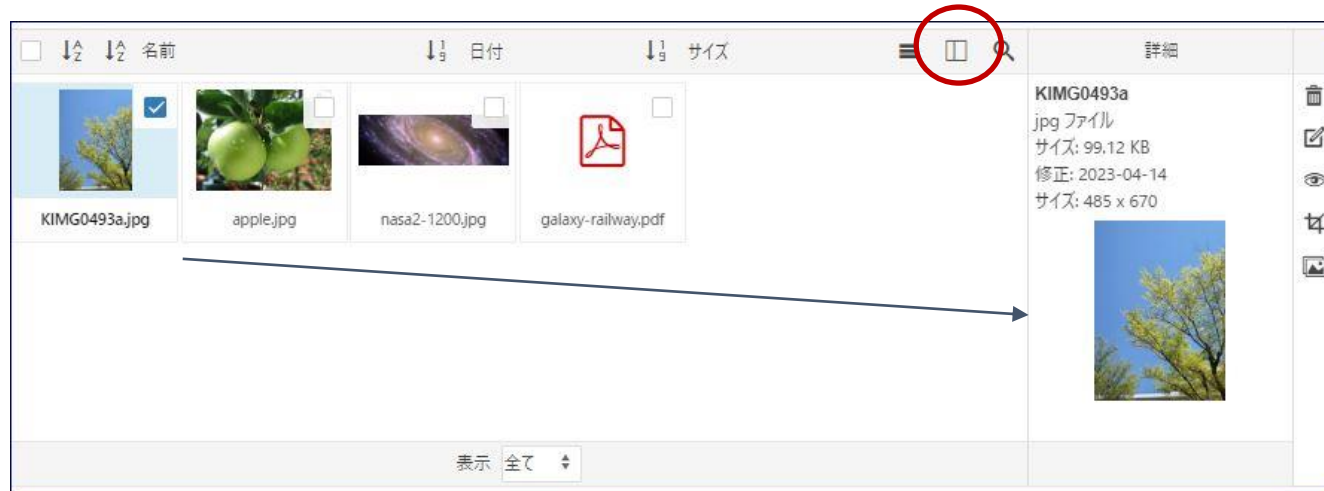 名前 日付 サイズ 詳細
KIMG0493a
jpg ファイル
サイズ: 99.12 KB
修正: 2023-04-14
サイズ: 485 x 670
KIMG0493a.jpg apple.jpg nasa2-1200.jpg galaxy-railway.pdf
表示 全て